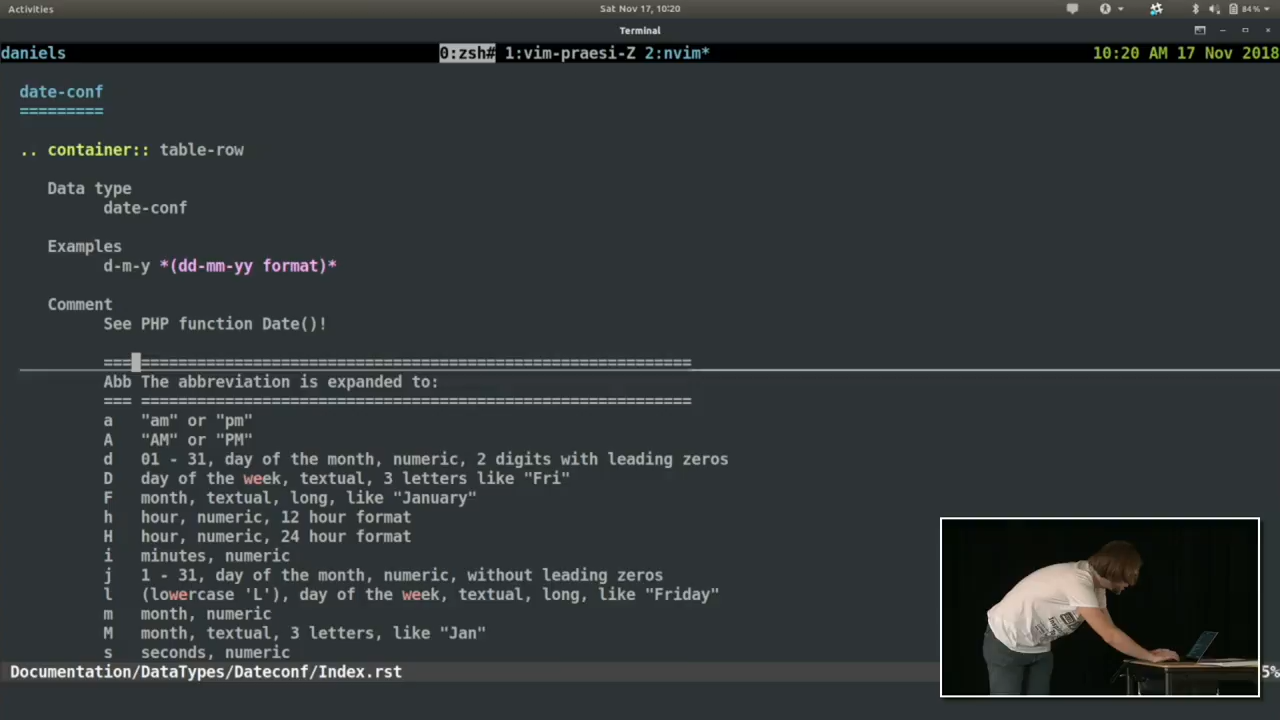 Activities
Sat Nov 17, 10:20
84 %
Terminal
daniels 0:zsh# 1:vim-praesi-Z 2:nvim* 10:20 AM 17 Nov 2018
date-conf
=========
.. container:: table-row
Data type
date-conf
Examples
d-m-y *(dd-mm-yy format)*
Comment
See PHP function Date()!
=== ===========================================================
Abb The abbreviation is expanded to:
=== ===========================================================
a "am" or "pm"
A "AM" or "PM"
d 01 - 31, day of the month, numeric, 2 digits with leading zeros
D day of the week, textual, 3 letters like "Fri"
F month, textual, long, like "January"
h hour, numeric, 12 hour format
H hour, numeric, 24 hour format
i minutes, numeric
j 1 - 31, day of the month, numeric, without leading zeros
l (lowercase 'L'), day of the week, textual, long, like "Friday"
m month, numeric
M month, textual, 3 letters, like "Jan"
s seconds, numeric
Documentation/DataTypes/Dateconf/Index.rst 5%